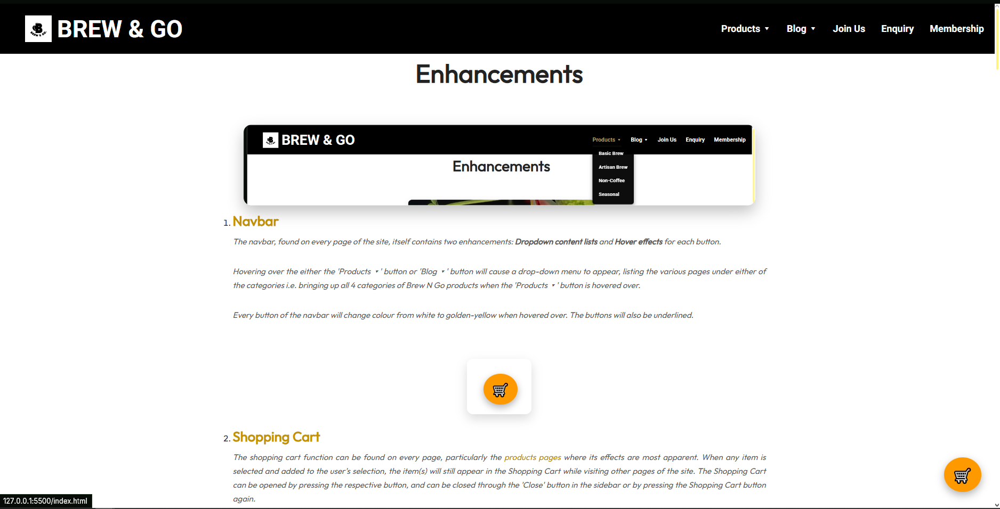 BREW & GO
Products ▼ Blog ▼ Join Us Enquiry Membership
Enhancements
BREW & GO
Products ▼ Blog ▼ Join Us Enquiry Membership
Basic Brew
Artisan Brew
Non-Coffee
Seasonal
Enhancements
1. Navbar
The navbar, found on every page of the site, itself contains two enhancements: Dropdown content lists and Hover effects for each button.
Hovering over the either the 'Products ▼' button or 'Blog ▼' button will cause a drop-down menu to appear, listing the various pages under either of
the categories i.e. bringing up all 4 categories of Brew N Go products when the 'Products ▼' button is hovered over.
Every button of the navbar will change colour from white to golden-yellow when hovered over. The buttons will also be underlined.
2. Shopping Cart
The shopping cart function can be found on every page, particularly the products pages where its effects are most apparent. When any item is
selected and added to the user's selection, the item(s) will still appear in the Shopping Cart while visiting other pages of the site. The Shopping Cart
can be opened by pressing the respective button, and can be closed through the 'Close' button in the sidebar or by pressing the Shopping Cart button
again.
127.0.0.1:5500/index.html